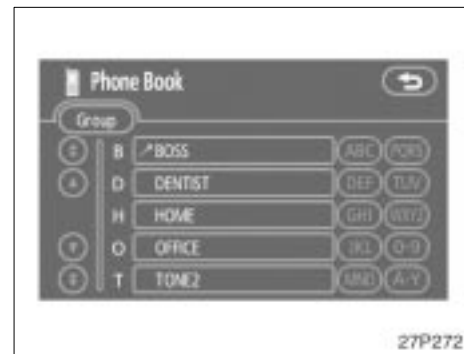 Phone Book
Group
B BOSS ABC PQRS
D DENTIST DEF TUV
H HOME GHI WXYZ
O OFFICE JKL 0-9
T TONE2 MNO
27P272